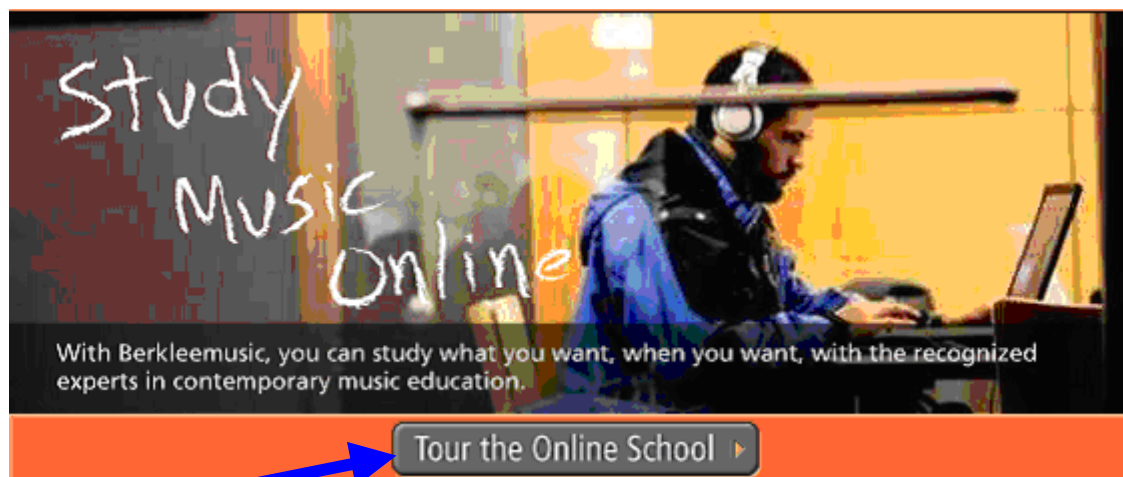 Study
Music
Online
With Berkleemusic, you can study what you want, when you want, with the recognized
experts in contemporary music education.
Tour the Online School